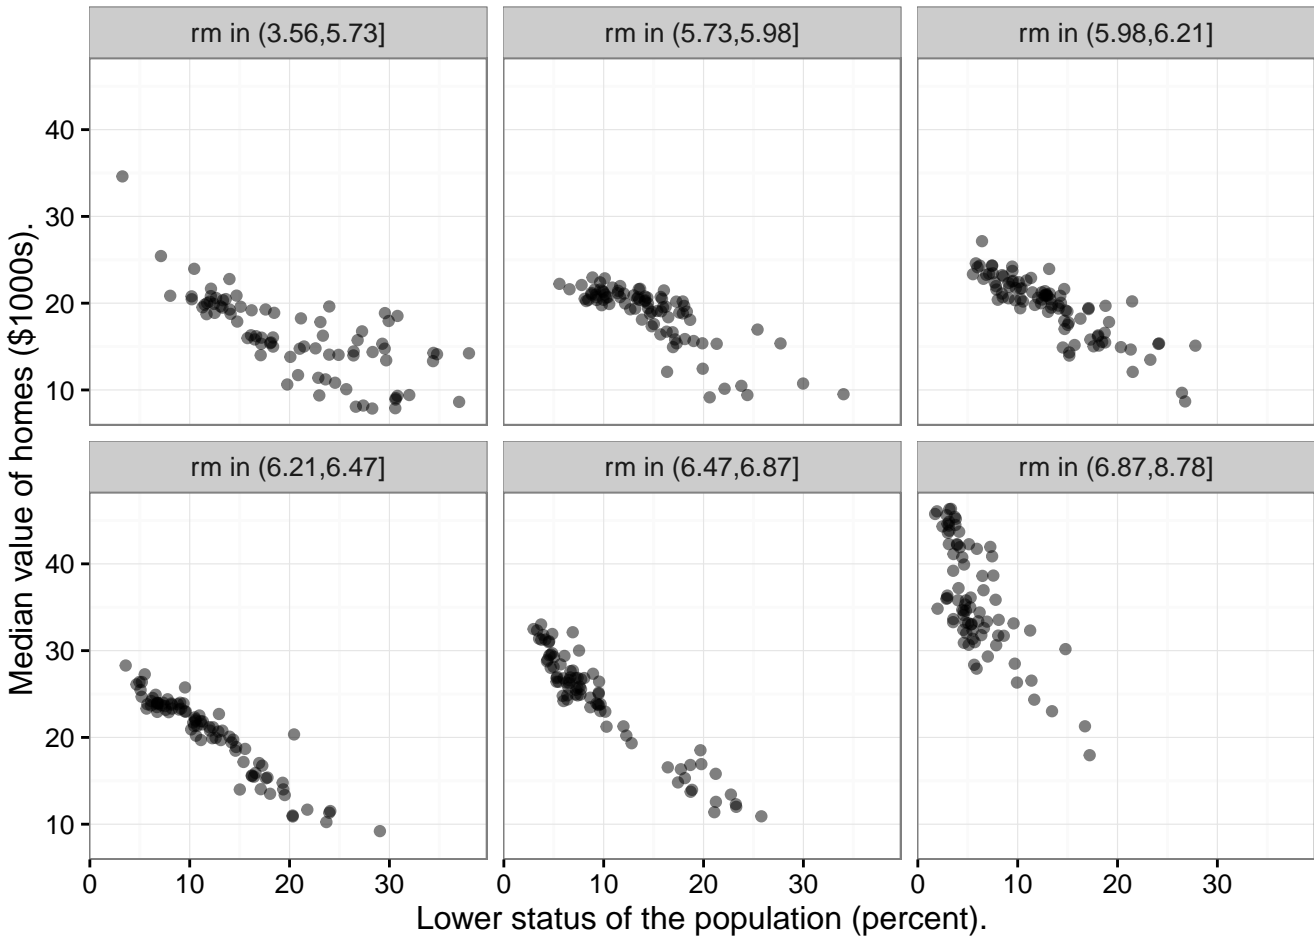 rm in (3.56,5.73]
rm in (5.73,5.98]
rm in (5.98,6.21]
40
30
20
10
rm in (6.21,6.47]
rm in (6.47,6.87]
rm in (6.87,8.78]
40
30
20
10
0 10 20 30
0 10 20 30
0 10 20 30
Median value of homes ($1000s).
Lower status of the population (percent).